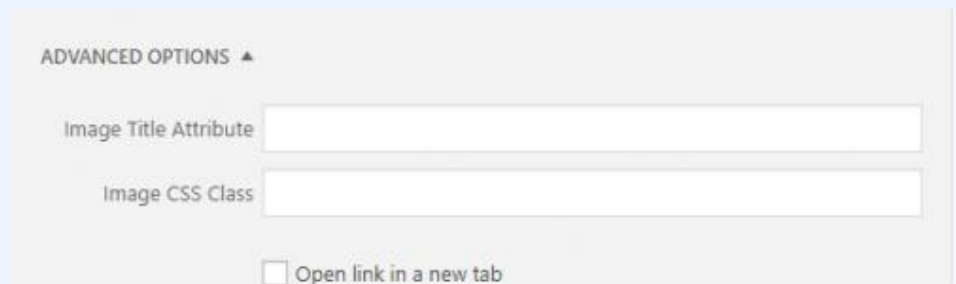 ADVANCED OPTIONS ▲
Image Title Attribute
Image CSS Class
Open link in a new tab